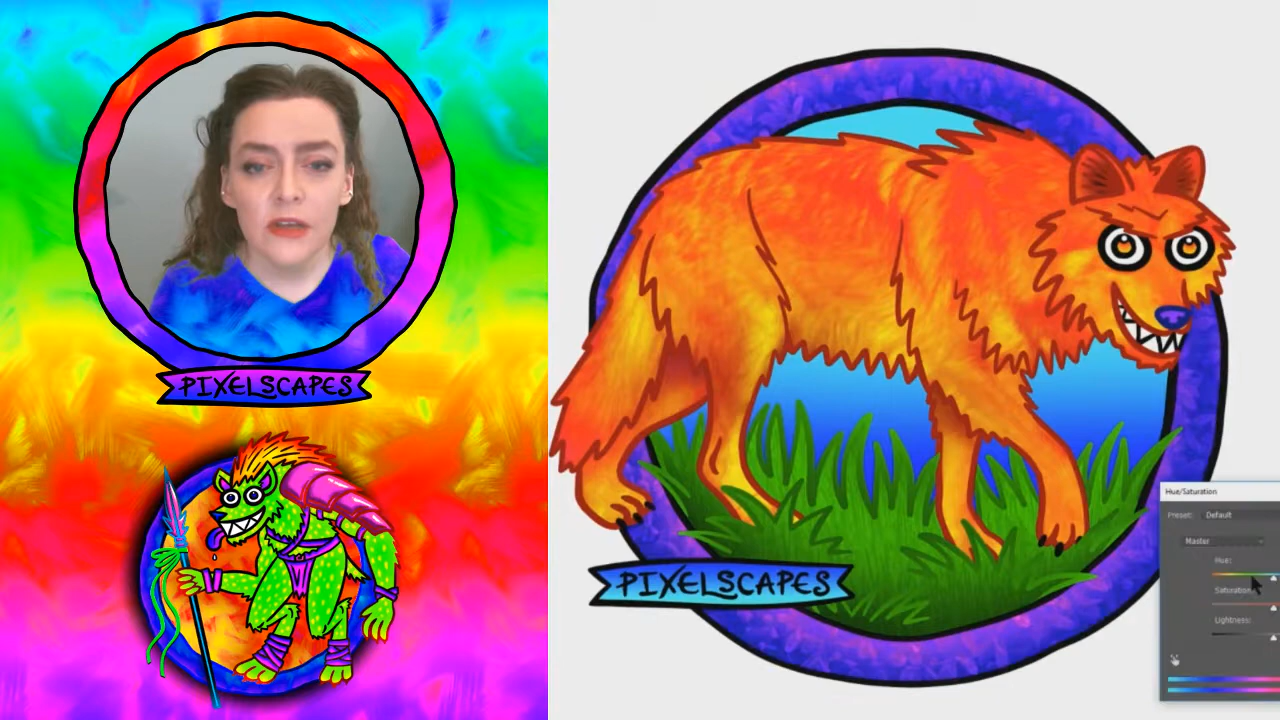 PIXELSCAPES
PIXELSCAPES
Hue/Saturation
Preset: Default
Master
Hue:
Saturation:
Lightness: